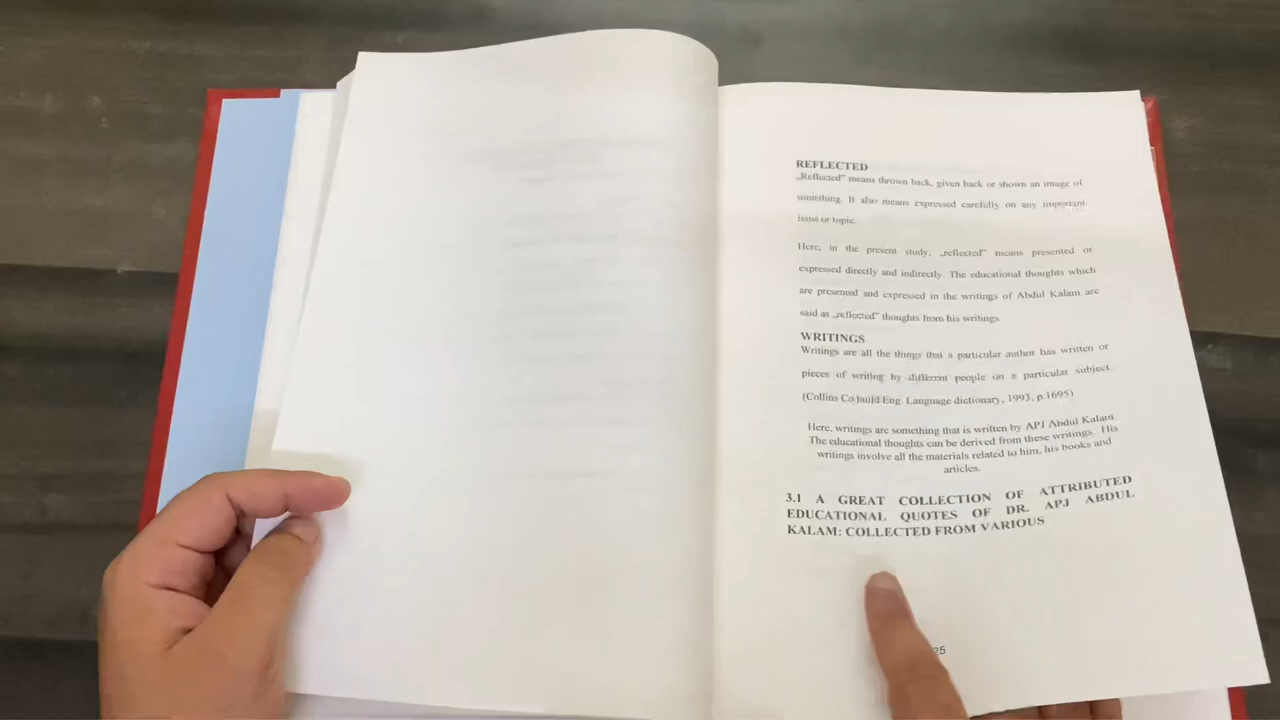 REFLECTED
„Reflected” means thrown back, given back or shown an image of
something. It also means expressed carefully on any important
issue or topic.
Here, in the present study, „reflected” means presented or
expressed directly and indirectly. The educational thoughts which
are presented and expressed in the writings of Abdul Kalam are
said as „reflected” thoughts from his writings.
WRITINGS
Writings are all the things that a particular author has written or
pieces of writing by different people on a particular subject.
(Collins Co build Eng. Language dictionary, 1993, p.1695)
Here, writings are something that is written by APJ Abdul Kalam.
The educational thoughts can be derived from these writings. His
writings involve all the materials related to him, his books and
articles.
3.1 A GREAT COLLECTION OF ATTRIBUTED
EDUCATIONAL QUOTES OF DR. APJ ABDUL
KALAM: COLLECTED FROM VARIOUS